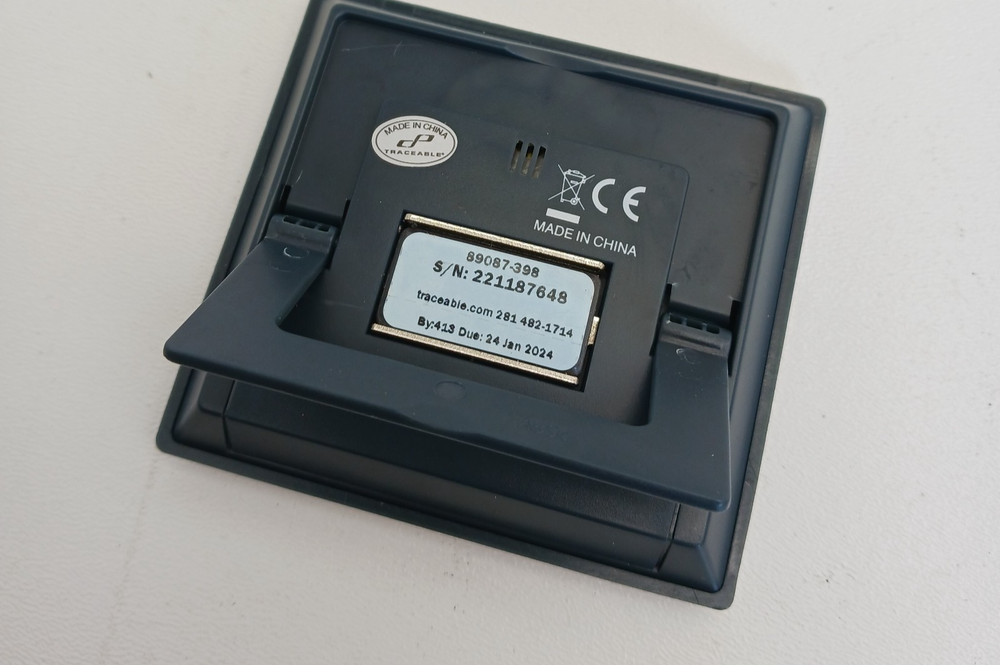 MADE IN CHINA
TRACEABLE®
CE
MADE IN CHINA
89087-398
S/N: 221187648
traceable.com 281 482-1714
By:413 Due: 24 Jan 2024